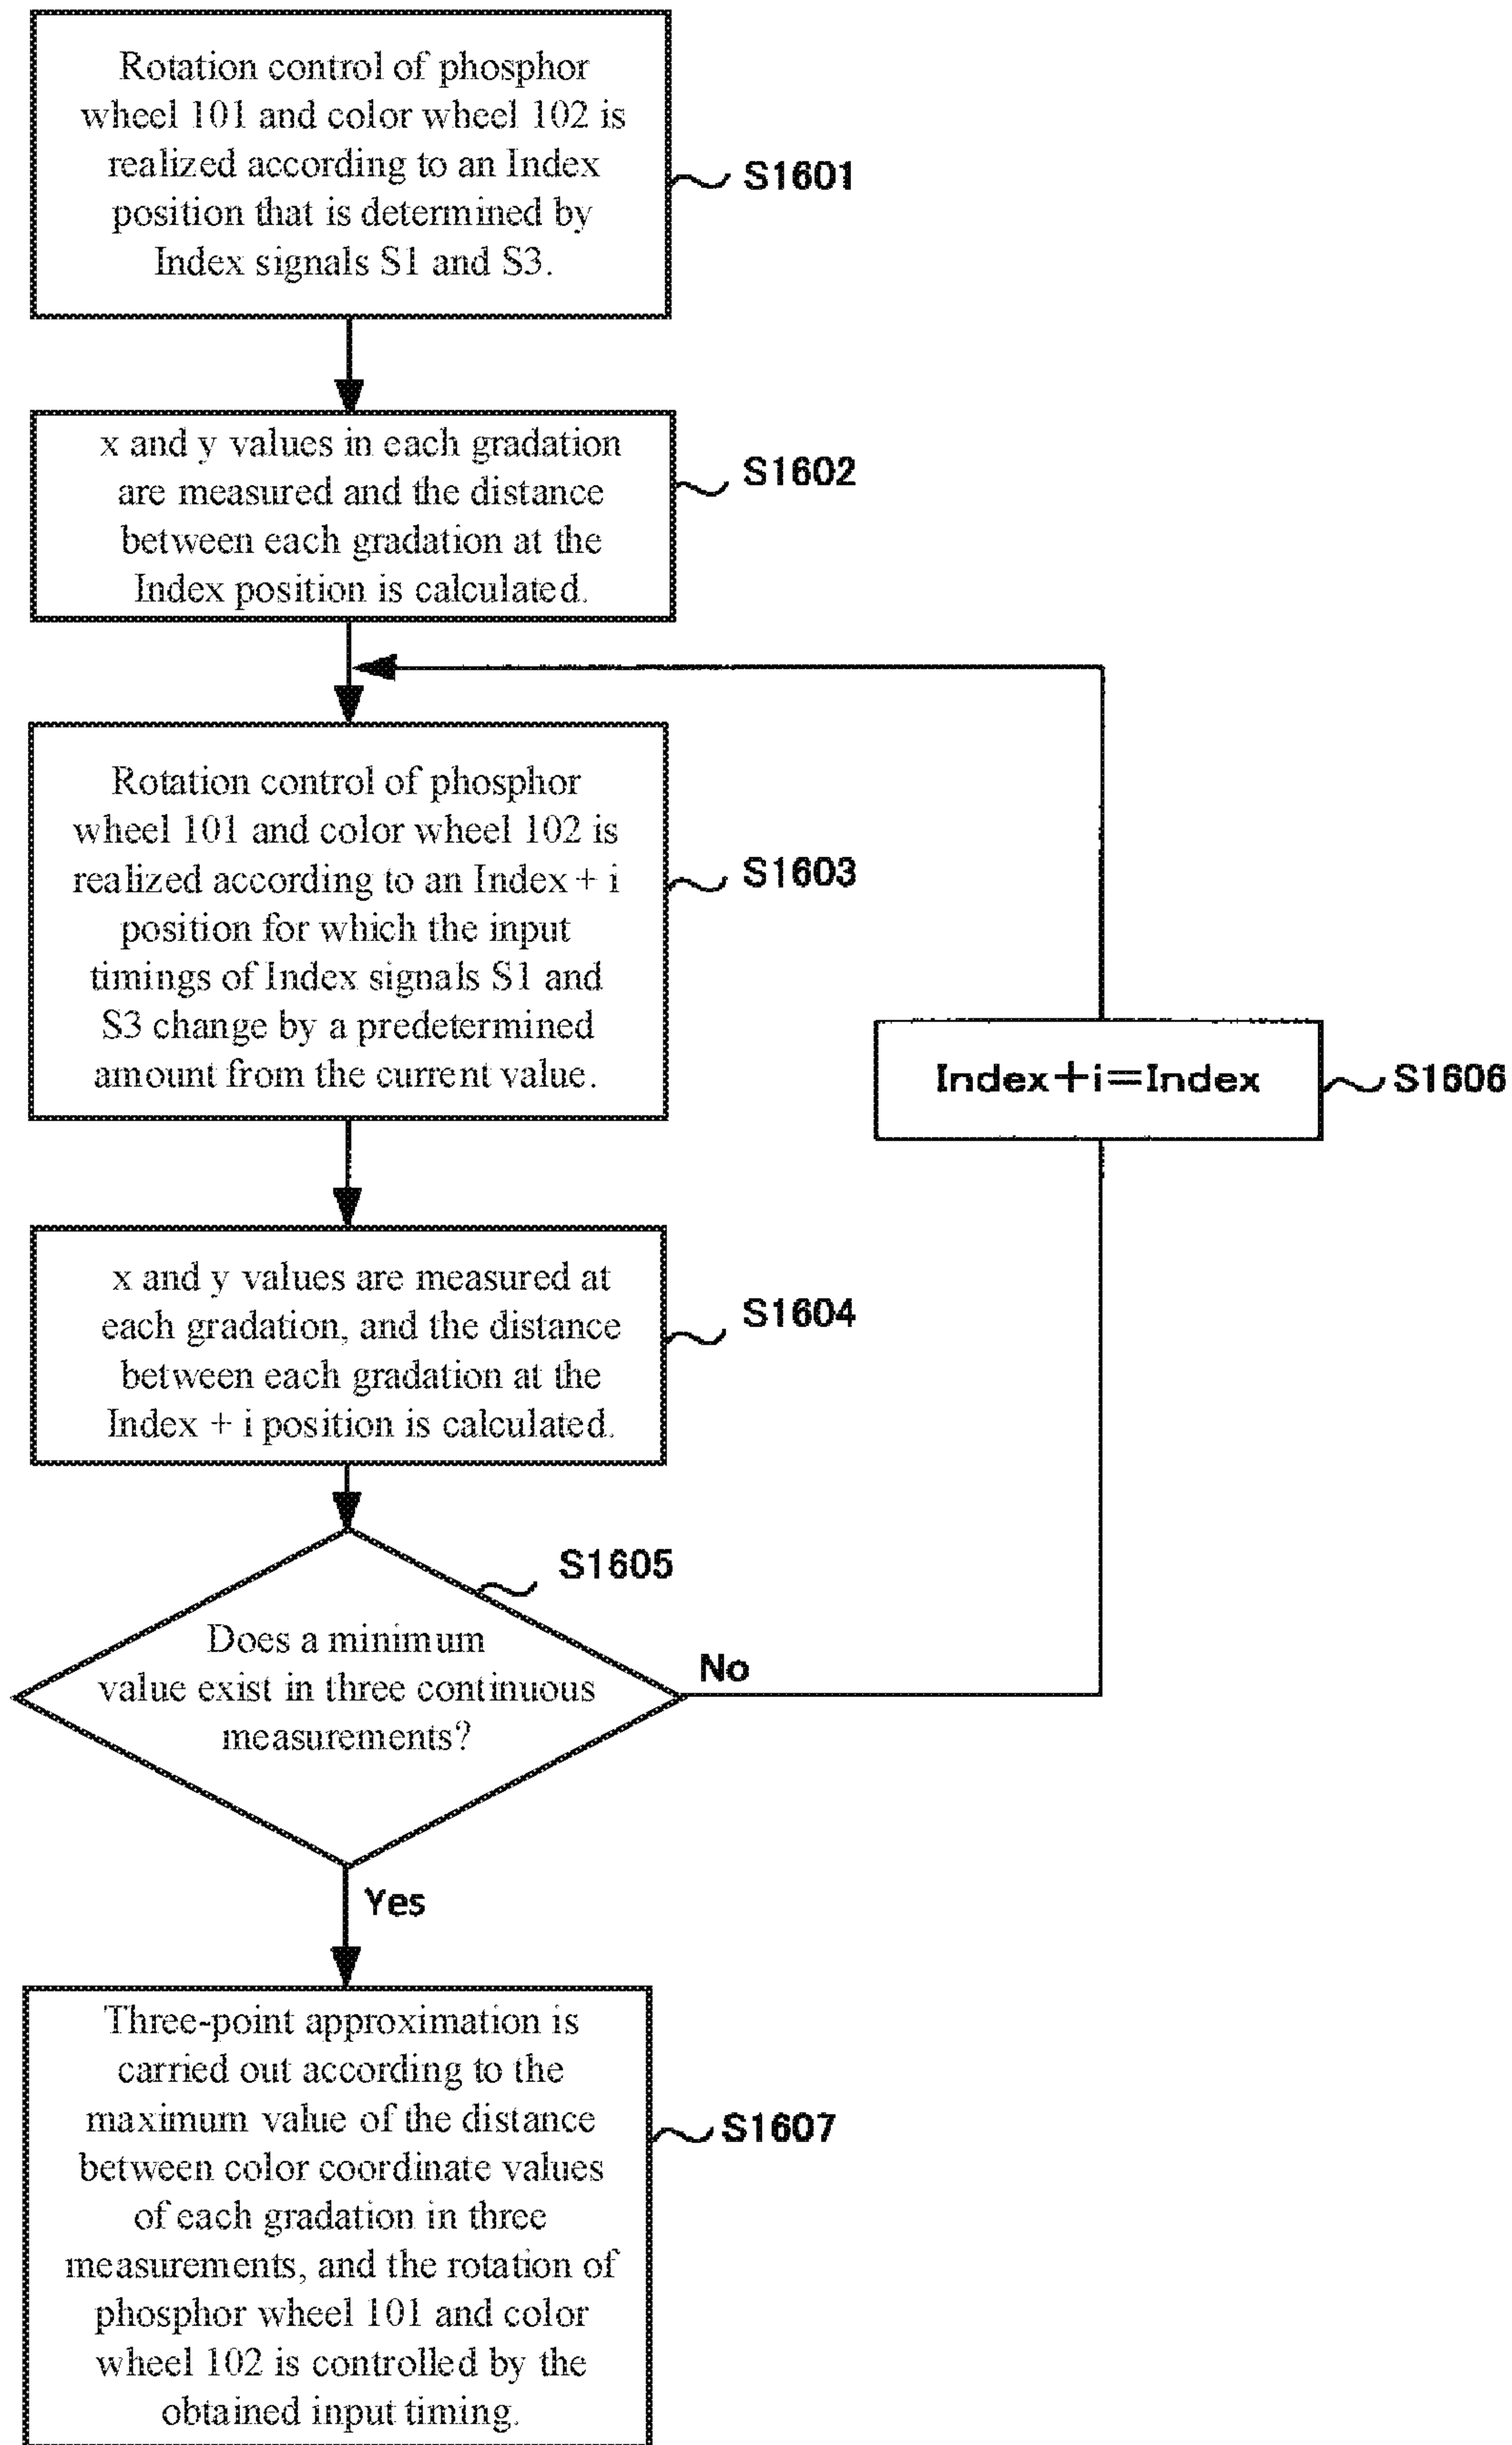 Rotation control of phosphor
wheel 101 and color wheel 102 is
realized according to an Index
position that is determined by
Index signals S1 and S3.
S1601
x and y values in each gradation
are measured and the distance
between each gradation at the
Index position is calculated.
S1602
Rotation control of phosphor
wheel 101 and color wheel 102 is
realized according to an Index + i
position for which the input
timings of Index signals S1 and
S3 change by a predetermined
amount from the current value.
S1603
Index+i=Index
S1606
x and y values are measured at
each gradation, and the distance
between each gradation at the
Index + i position is calculated.
S1604
S1605
Does a minimum
value exist in three continuous
measurements?
No
Yes
Three-point approximation is
carried out according to the
maximum value of the distance
between color coordinate values
of each gradation in three
measurements, and the rotation of
phosphor wheel 101 and color
wheel 102 is controlled by the
obtained input timing.
S1607